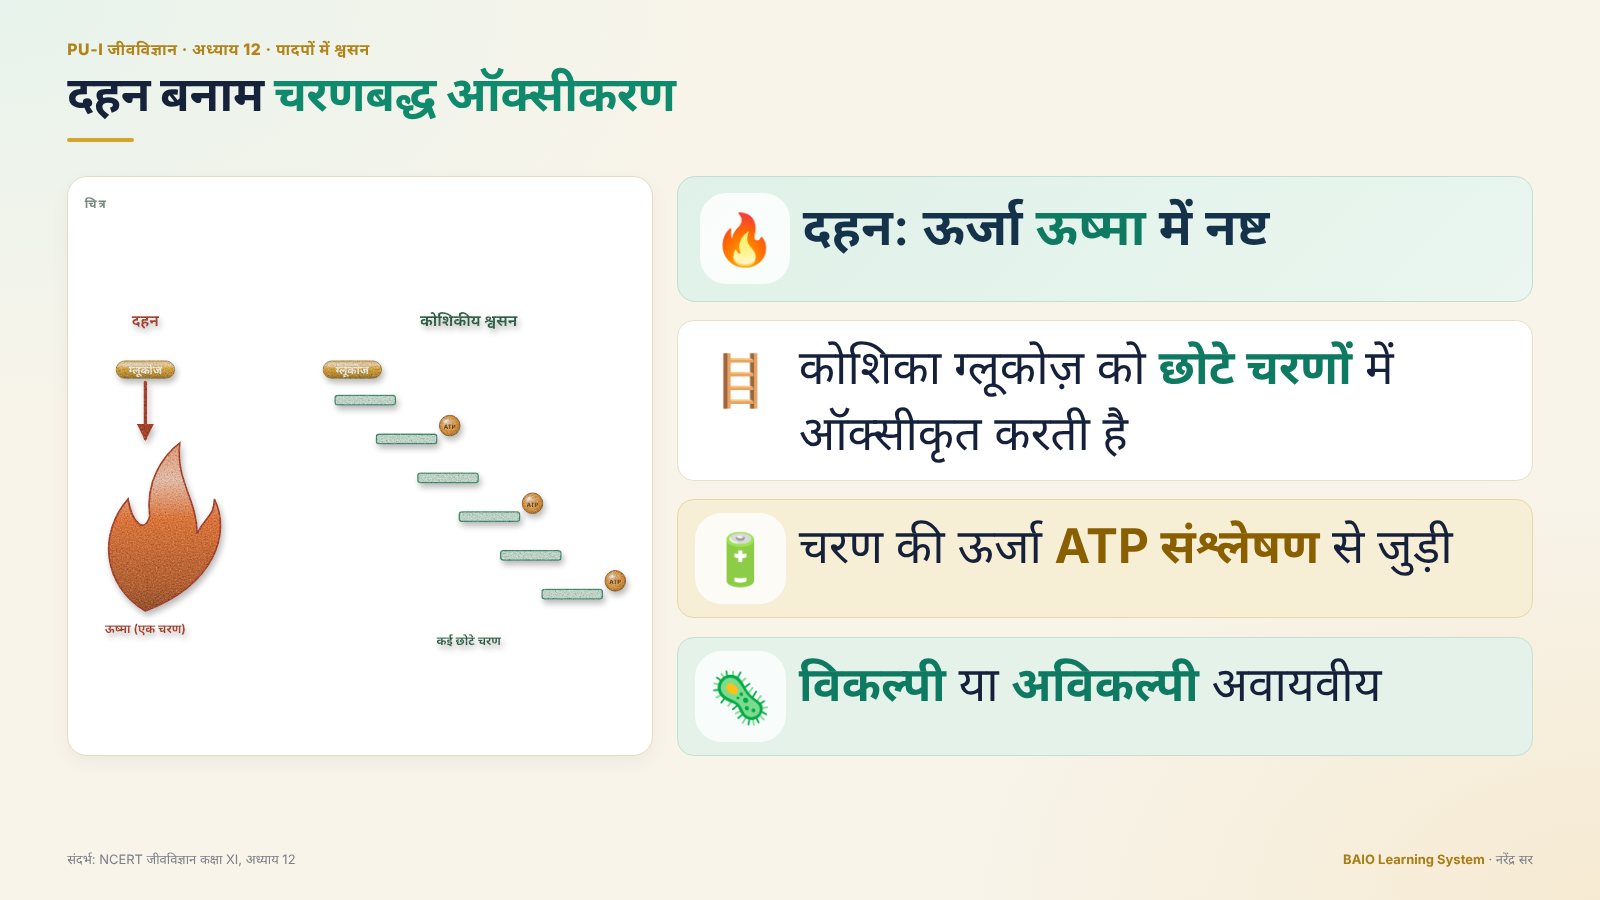 PU-I जीवविज्ञान · अध्याय 12 · पादपों में श्वसन
दहन बनाम चरणबद्ध ऑक्सीकरण
चित्र
दहन
कोशिकीय श्वसन
ग्लूकोज
ग्लूकोज
ATP
ATP
ATP
ऊष्मा (एक चरण)
कई छोटे चरण
दहन: ऊर्जा ऊष्मा में नष्ट
कोशिका ग्लूकोज़ को छोटे चरणों में
ऑक्सीकृत करती है
चरण की ऊर्जा ATP संश्लेषण से जुड़ी
विकल्पी या अविकल्पी अवायवीय
संदर्भ: NCERT जीवविज्ञान कक्षा XI, अध्याय 12
BAIO Learning System · नरेंद्र सर